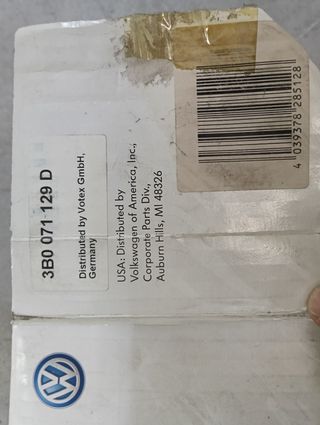 3B0 071 129 D
Distributed by Votex GmbH,
Germany
USA: Distributed by
Volkswagen of America, Inc.,
Corporate Parts Div.,
Auburn Hills, MI 48326
4 039378 285128
VW